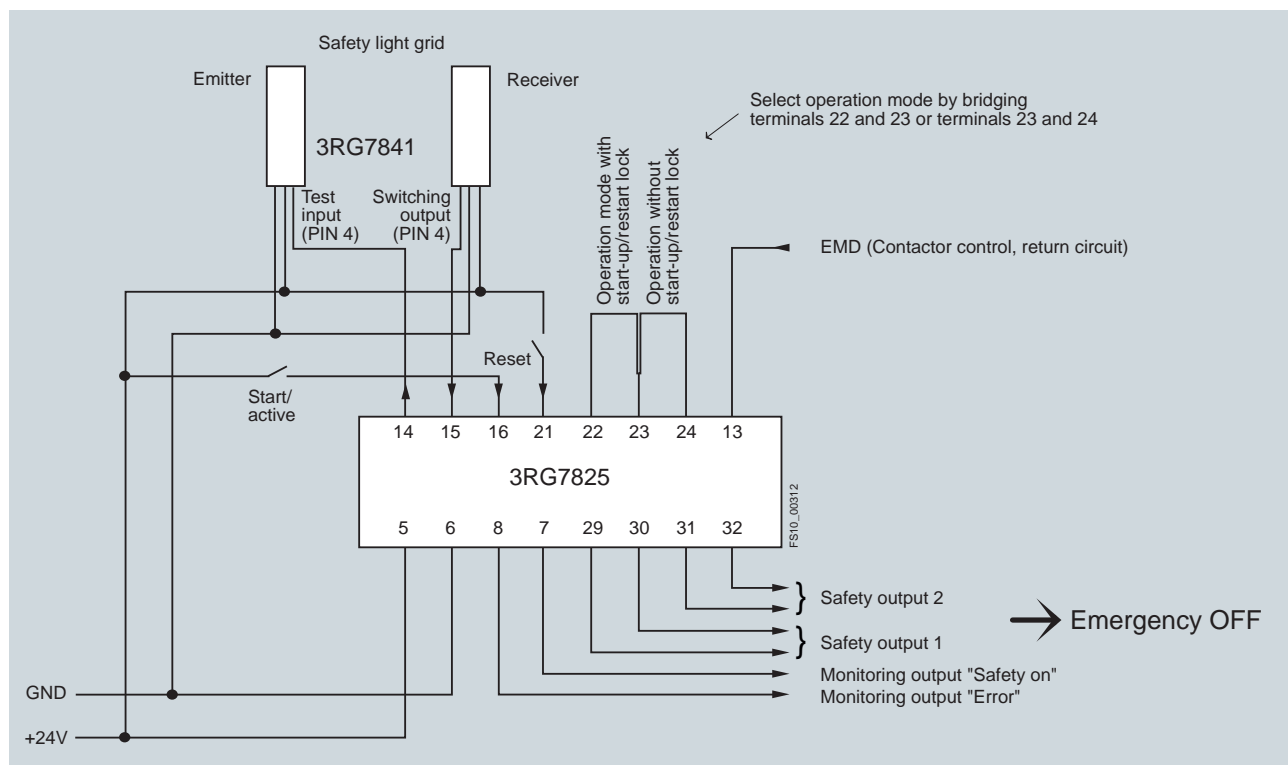 Safety light grid
Emitter
Receiver
3RG7841
Test
input
(PIN 4)
Switching
output
(PIN 4)
Select operation mode by bridging
terminals 22 and 23 or terminals 23 and 24
Operation mode with
start-up/restart lock
Operation without
start-up/restart lock
EMD (Contactor control, return circuit)
Reset
Start/
active
14 15 16 21 22 23 24 13
3RG7825
5 6 8 7 29 30 31 32
FS10_00312
Safety output 2
Safety output 1
Emergency OFF
Monitoring output "Safety on"
Monitoring output "Error"
GND
+24V